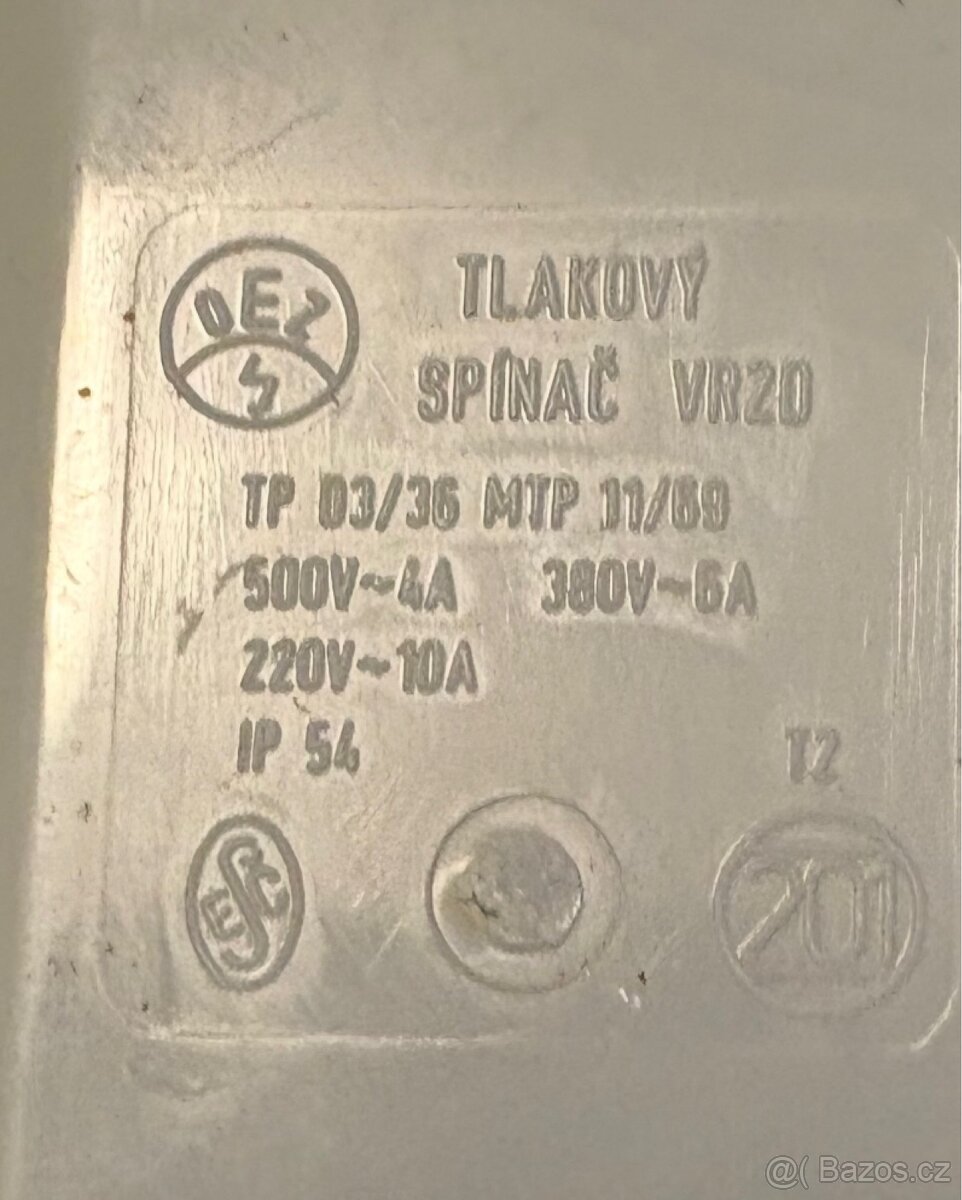 OEZ
TLAKOVÝ
SPÍNAČ VR20
TP 03/36 MTP 11/69
500V~4A 380V~6A
220V~10A
IP 54
T2
ESČ
201
@( Bazos.cz